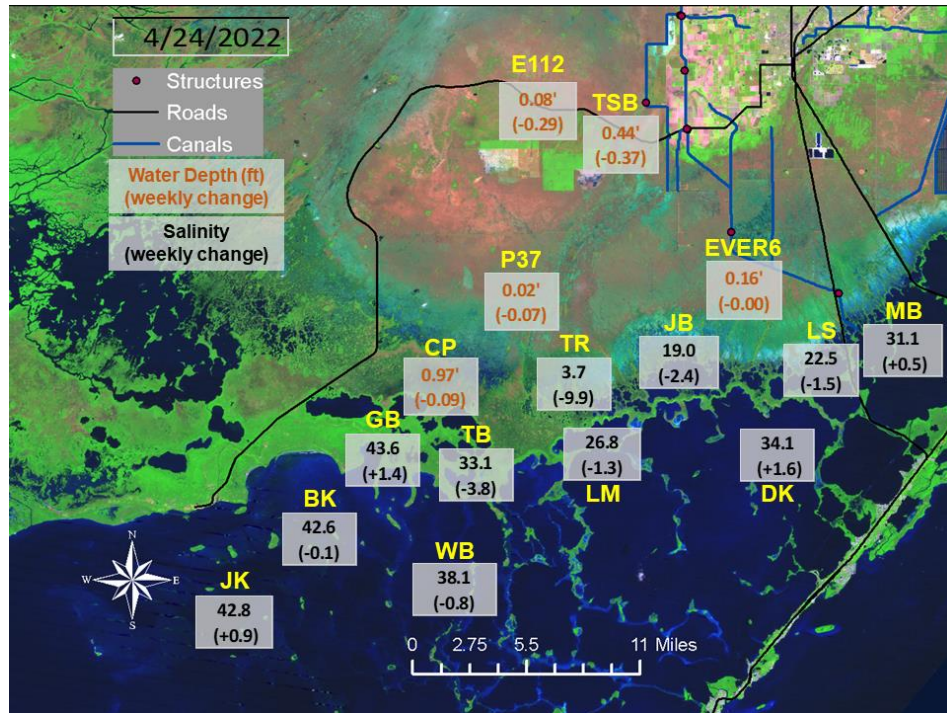 4/24/2022
Structures
Roads
Canals
Water Depth (ft)
(weekly change)
Salinity
(weekly change)
E112
0.08'
(-0.29)
TSB
0.44'
(-0.37)
P37
0.02'
(-0.07)
EVER6
0.16'
(-0.00)
CP
0.97'
(-0.09)
TR
3.7
(-9.9)
JB
19.0
(-2.4)
LS
22.5
(-1.5)
MB
31.1
(+0.5)
GB
43.6
(+1.4)
TB
33.1
(-3.8)
26.8
(-1.3)
LM
34.1
(+1.6)
DK
BK
42.6
(-0.1)
WB
38.1
(-0.8)
JK
42.8
(+0.9)
N
W E
S
0 2.75 5.5 11 Miles